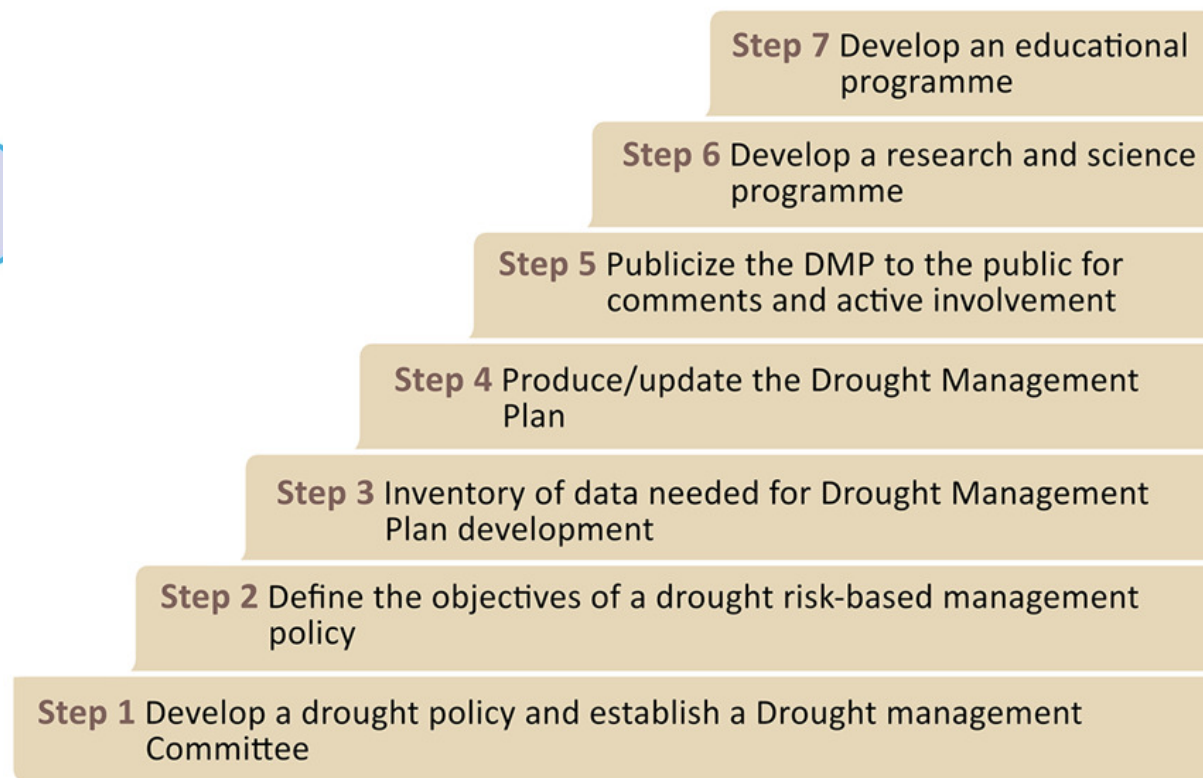 Step 7 Develop an educational
programme
Step 6 Develop a research and science
programme
Step 5 Publicize the DMP to the public for
comments and active involvement
Step 4 Produce/update the Drought Management
Plan
Step 3 Inventory of data needed for Drought Management
Plan development
Step 2 Define the objectives of a drought risk-based management
policy
Step 1 Develop a drought policy and establish a Drought management
Committee